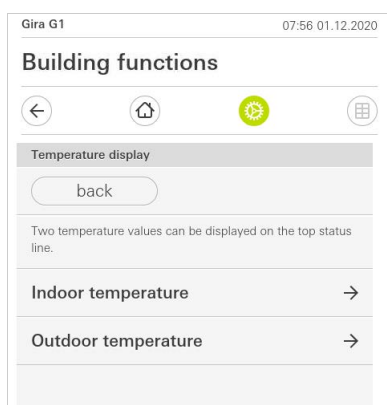 Gira G1 07:56 01.12.2020
Building functions
Temperature display
back
Two temperature values can be displayed on the top status
line.
Indoor temperature
Outdoor temperature